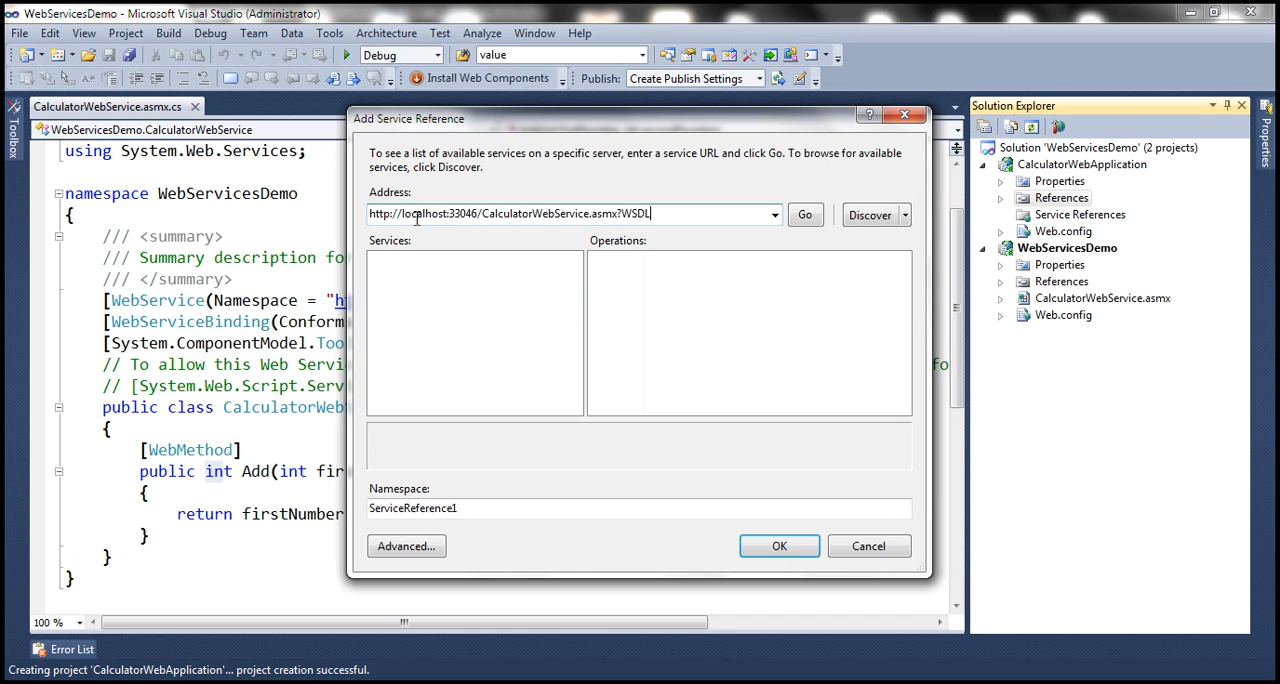 WebServicesDemo - Microsoft Visual Studio (Administrator)
File Edit View Project Build Debug Team Data Tools Architecture Test Analyze Window Help
Debug value
Install Web Components Publish: Create Publish Settings
CalculatorWebService.asmx.cs
WebServicesDemo.CalculatorWebService
Toolbox
using System.Web.Services;
namespace WebServicesDemo
{
/// <summary>
/// Summary description fo
/// </summary>
[WebService(Namespace = "h
[WebServiceBinding(Conform
[System.ComponentModel.Too
// To allow this Web Servi
fo
// [System.Web.Script.Serv
public class CalculatorWeb
{
[WebMethod]
public int Add(int fir
{
return firstNumber
}
}
}
100 %
Error List
Creating project 'CalculatorWebApplication'... project creation successful.
Add Service Reference
To see a list of available services on a specific server, enter a service URL and click Go. To browse for available
services, click Discover.
Address:
http://localhost:33046/CalculatorWebService.asmx?WSDL
Go Discover
Services: Operations:
Namespace:
ServiceReference1
Advanced... OK Cancel
Solution Explorer
Solution 'WebServicesDemo' (2 projects)
CalculatorWebApplication
Properties
References
Service References
Web.config
WebServicesDemo
Properties
References
CalculatorWebService.asmx
Web.config
Properties